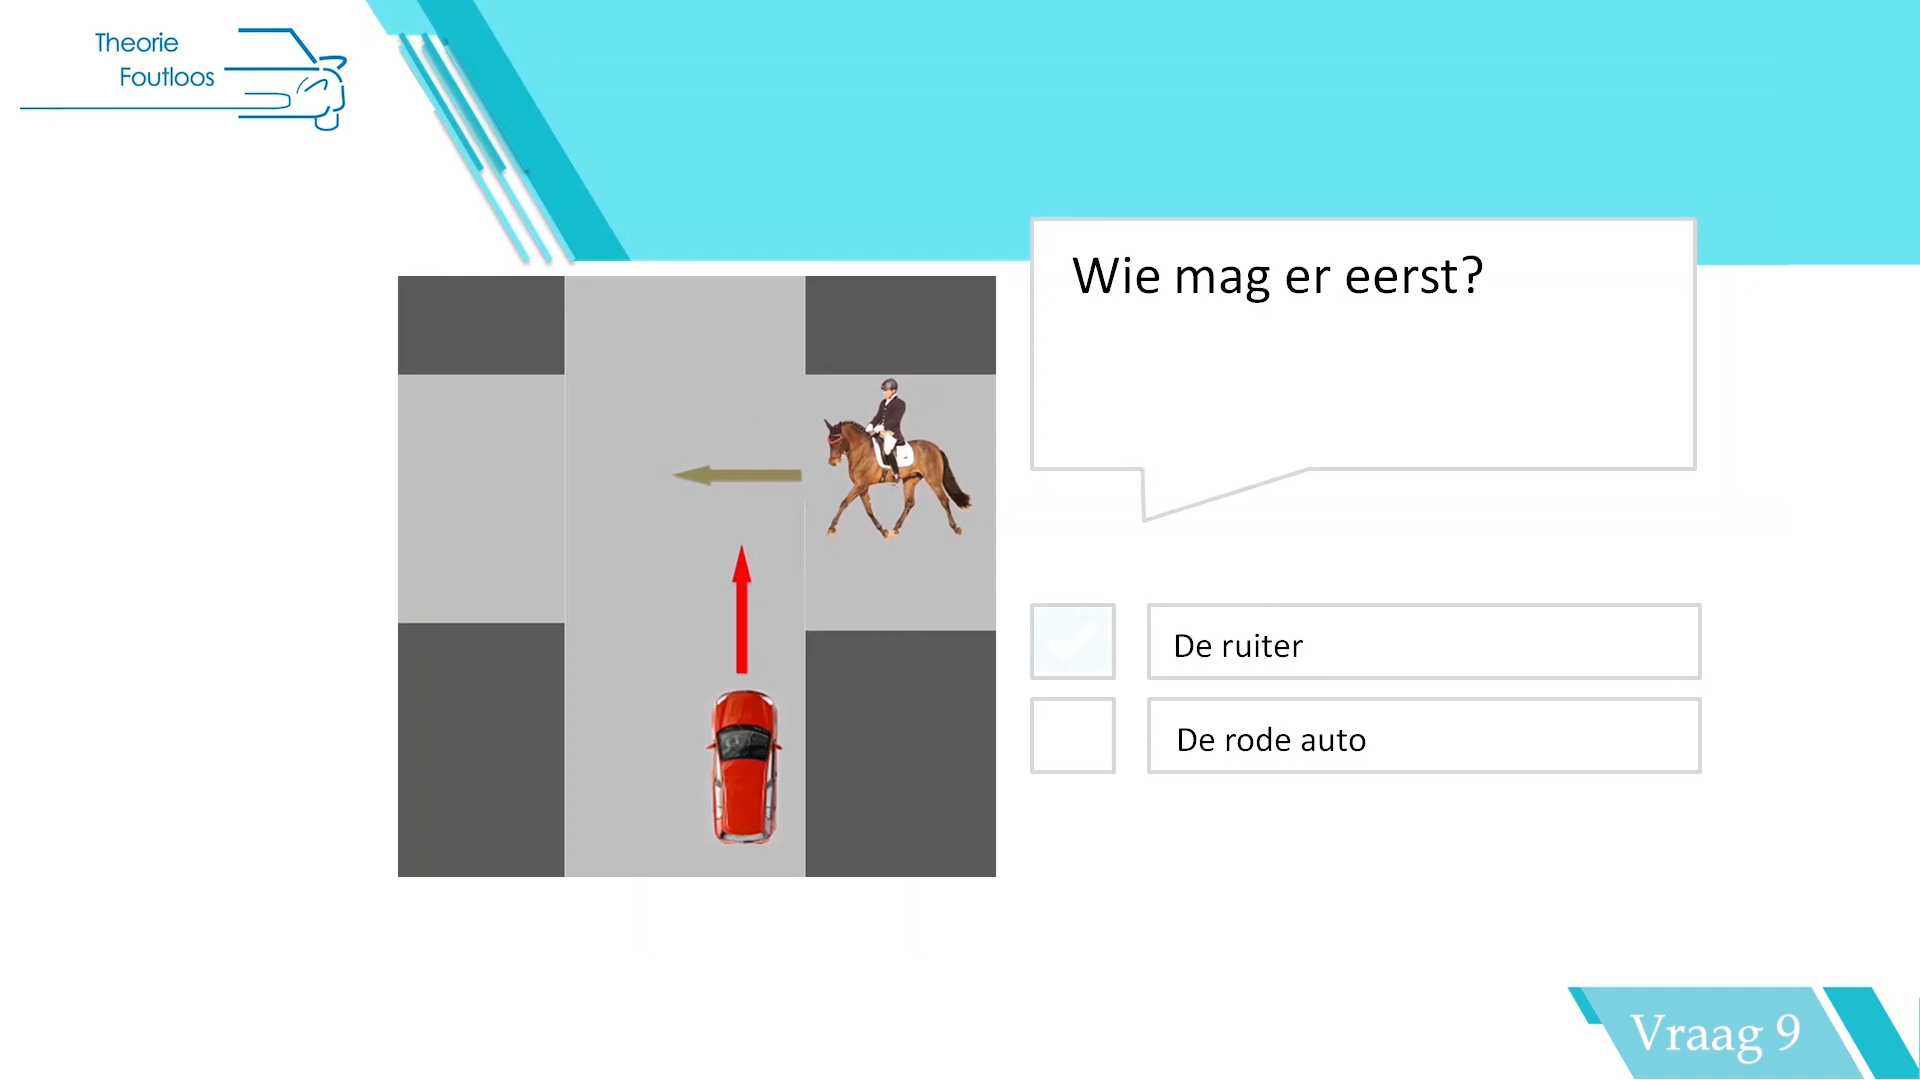 Theorie
Foutloos
Wie mag er eerst?
De ruiter
De rode auto
Vraag 9